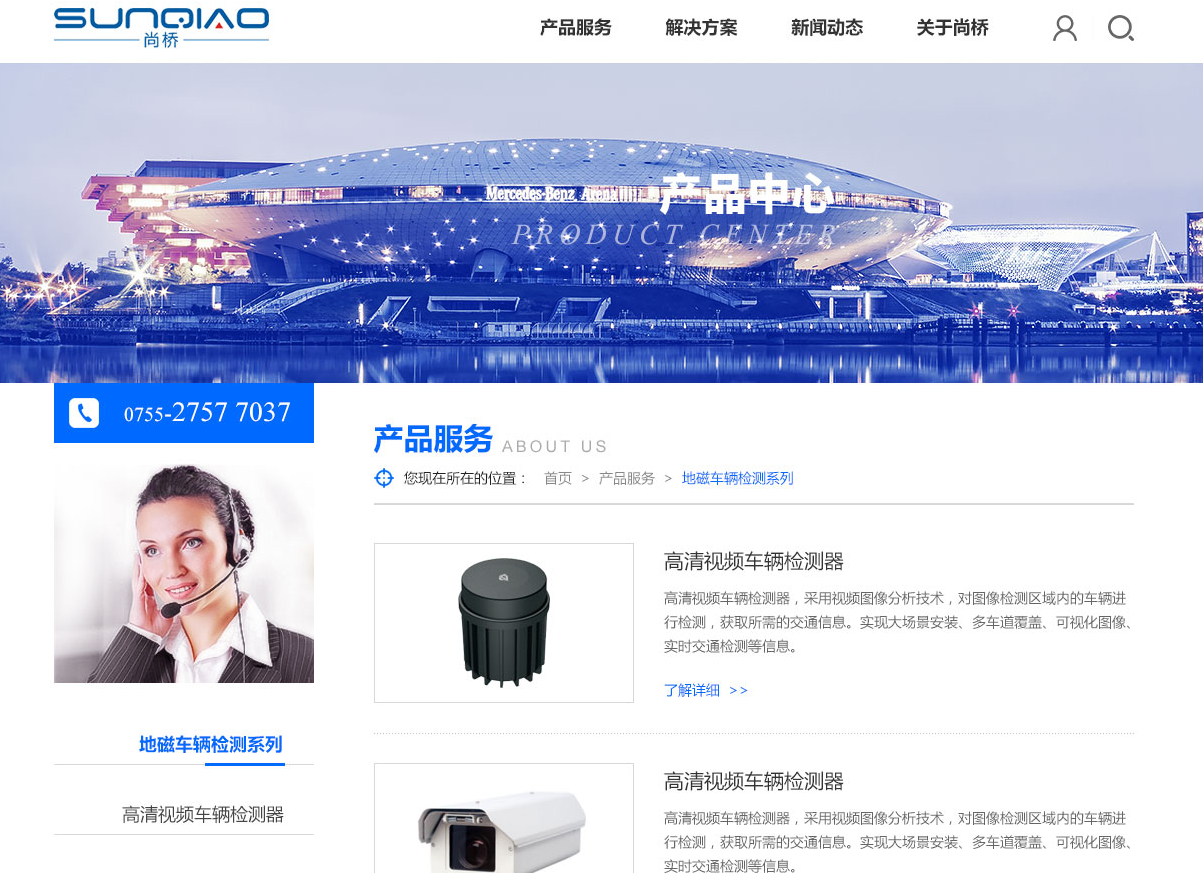 SUNQIAO
尚桥
产品服务
解决方案
新闻动态
关于尚桥
Mercedes-Benz Arena
产品中心
PRODUCT CENTER
0755-2757 7037
地磁车辆检测系列
高清视频车辆检测器
产品服务 ABOUT US
您现在所在的位置： 首页 > 产品服务 > 地磁车辆检测系列
高清视频车辆检测器
高清视频车辆检测器，采用视频图像分析技术，对图像检测区域内的车辆进
行检测，获取所需的交通信息。实现大场景安装、多车道覆盖、可视化图像、
实时交通检测等信息。
了解详细 >>
高清视频车辆检测器
高清视频车辆检测器，采用视频图像分析技术，对图像检测区域内的车辆进
行检测，获取所需的交通信息。实现大场景安装、多车道覆盖、可视化图像、
实时交通检测等信息。